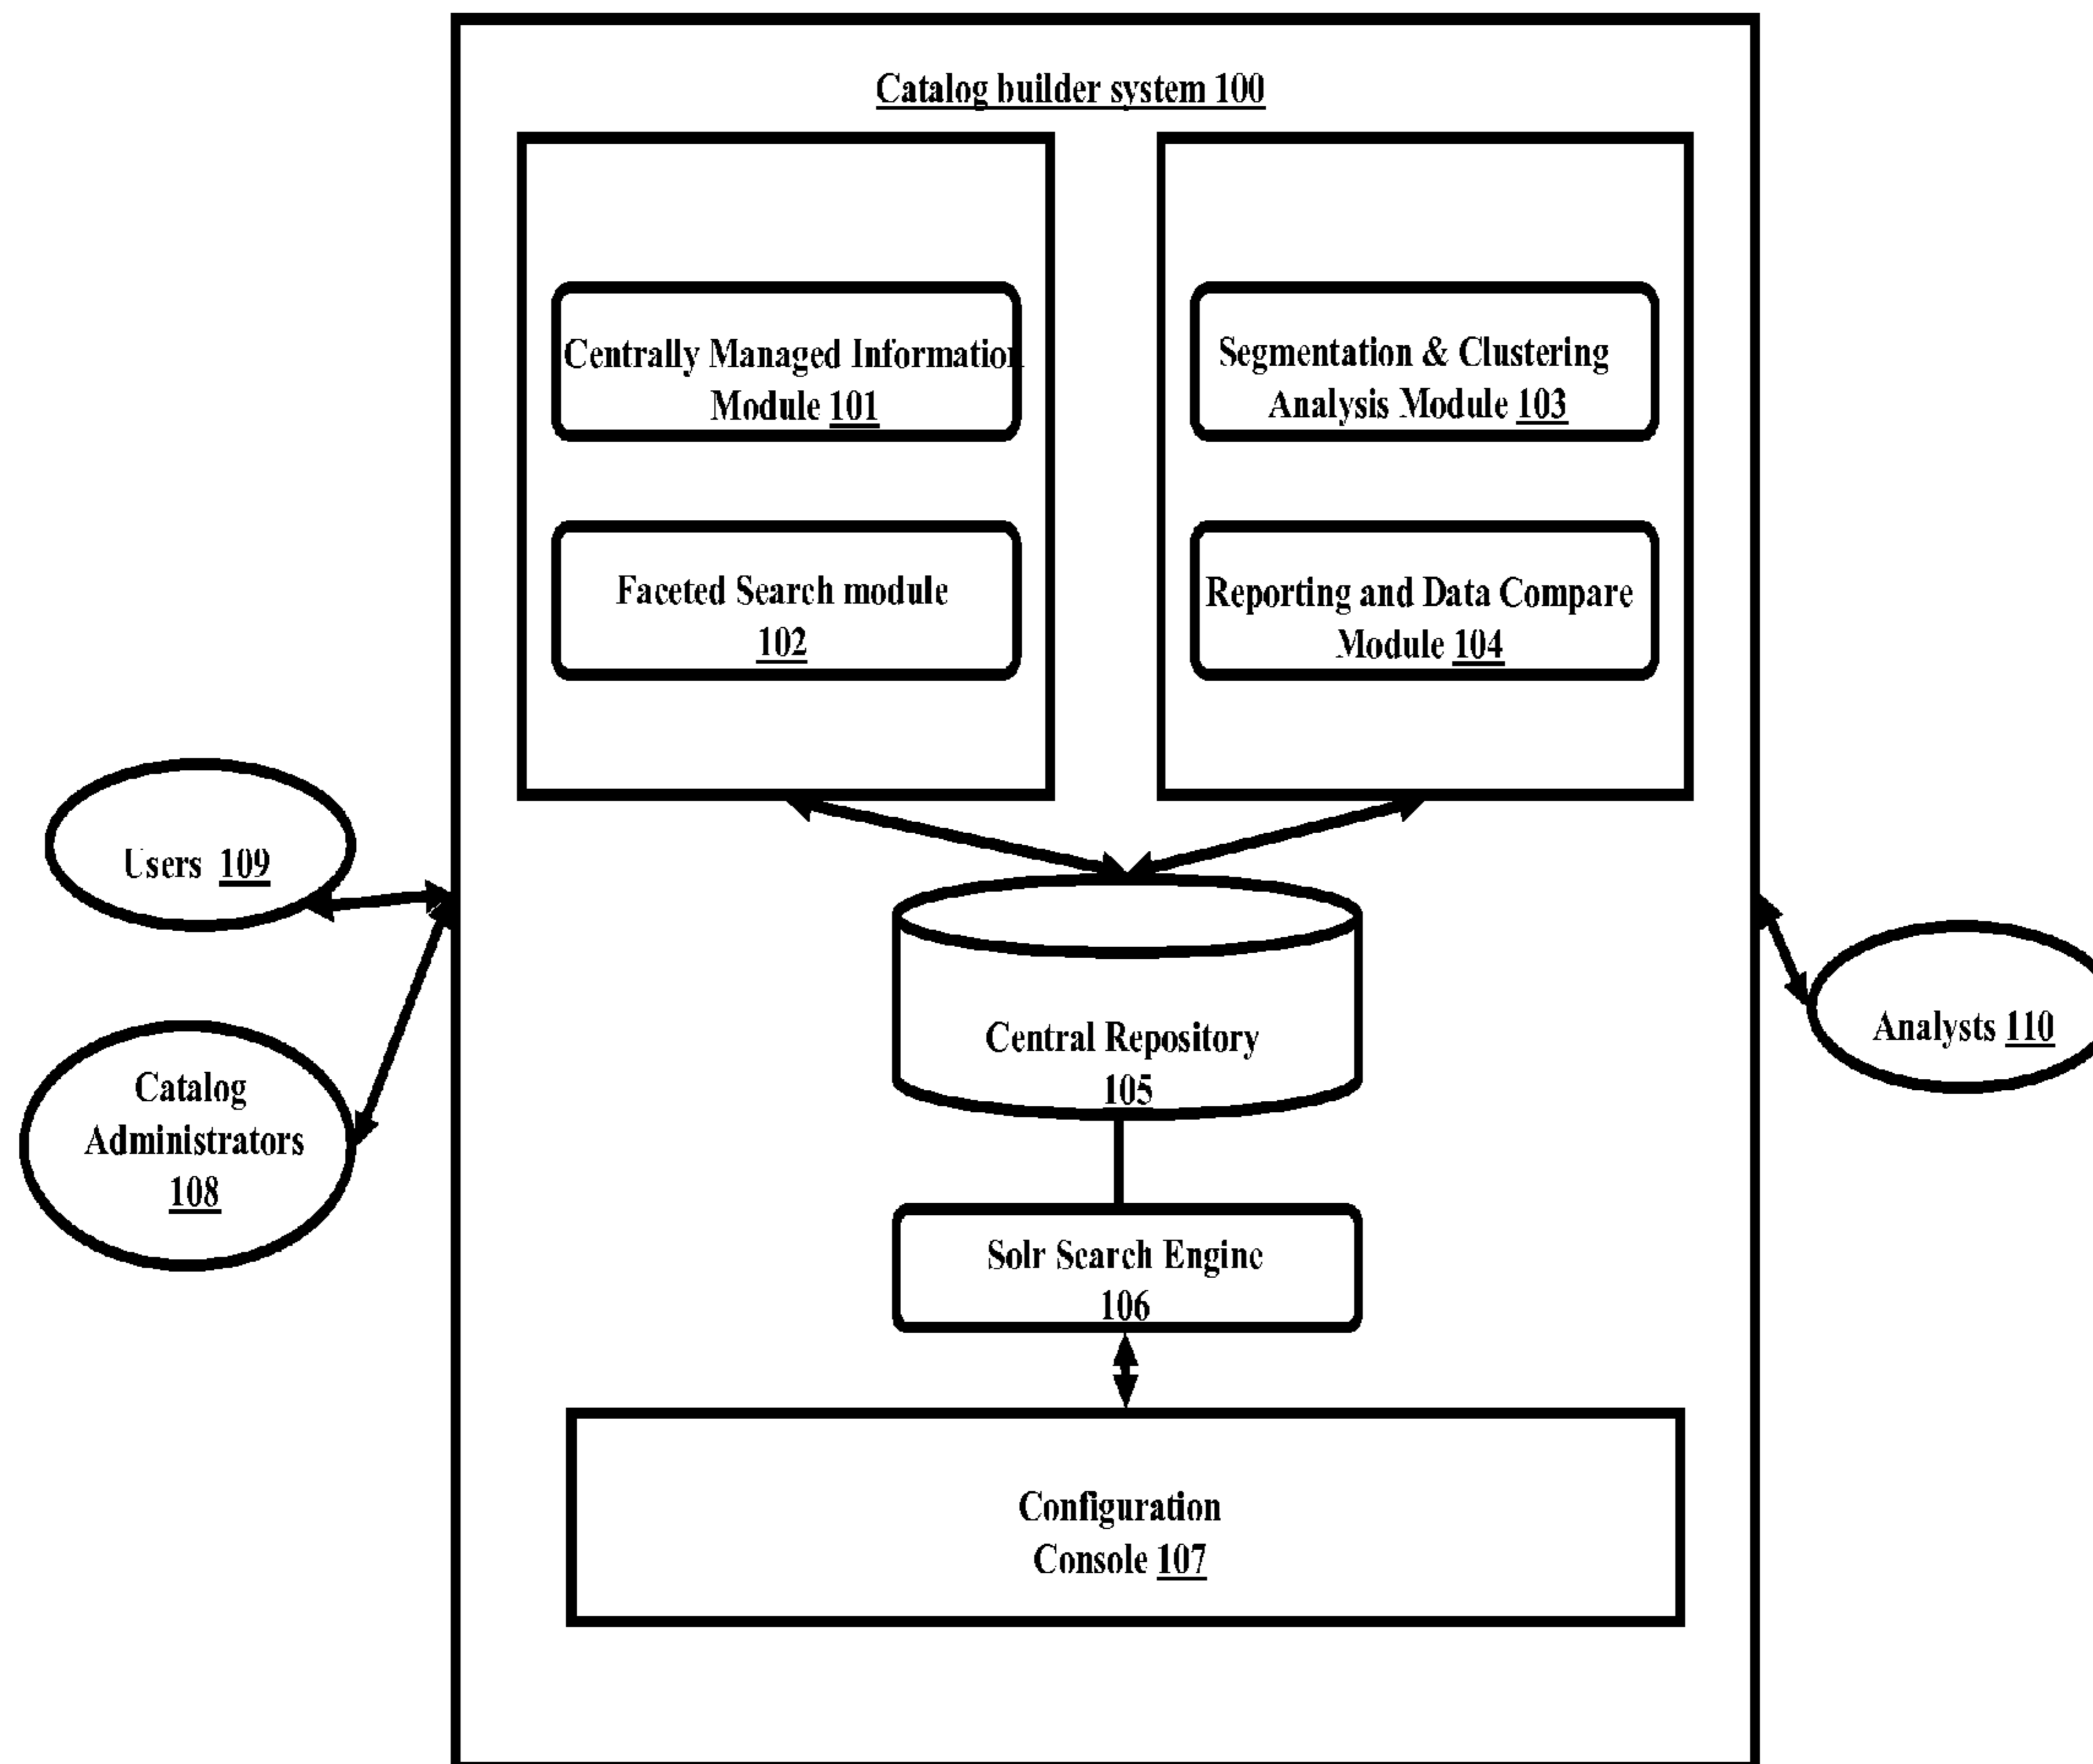 Catalog builder system 100
Centrally Managed Information
Module 101
Faceted Search module
102
Segmentation & Clustering
Analysis Module 103
Reporting and Data Compare
Module 104
Users 109
Catalog
Administrators
108
Central Repository
105
Analysts 110
Solr Search Engine
106
Configuration
Console 107